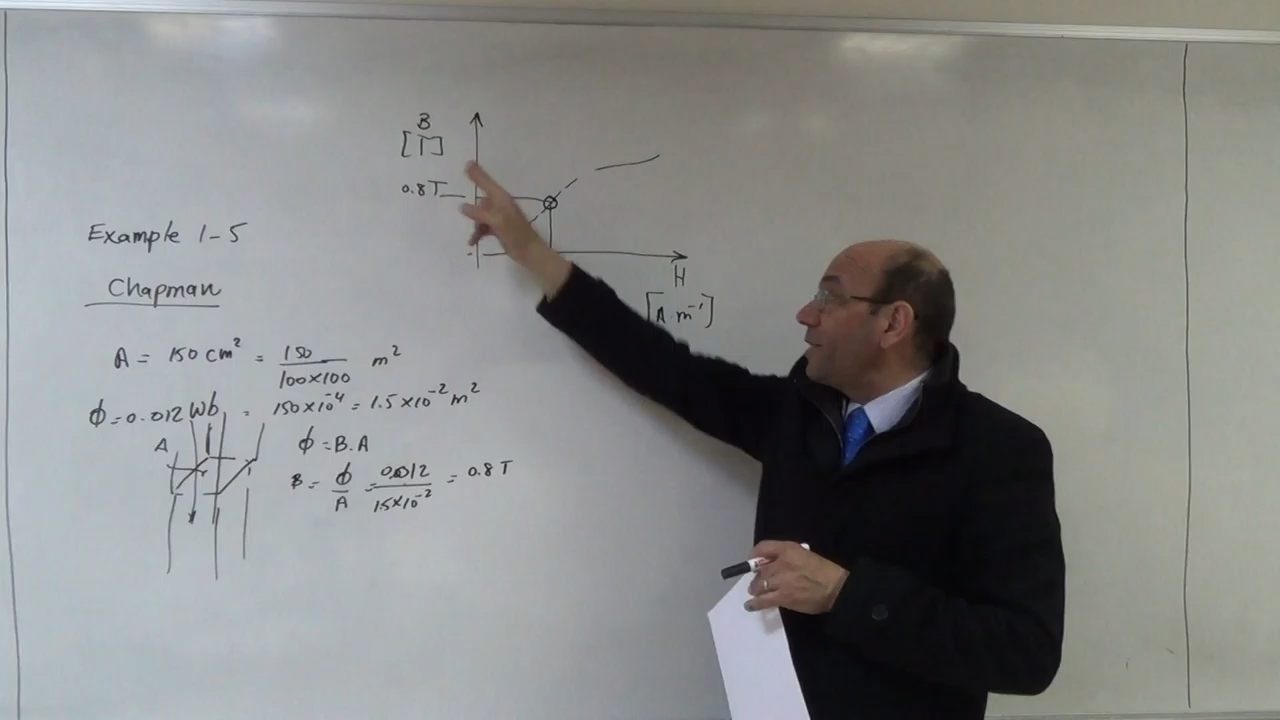 B
[T]
0.8T
H
[A.m⁻¹]
Example 1-5
Chapman
A = 150 cm² = 150/100×100 m²
ϕ=0.012 Wb = 150×10⁻⁴ = 1.5×10⁻² m²
A
ϕ = B.A
B = ϕ/A = 0.012/1.5×10⁻² = 0.8 T